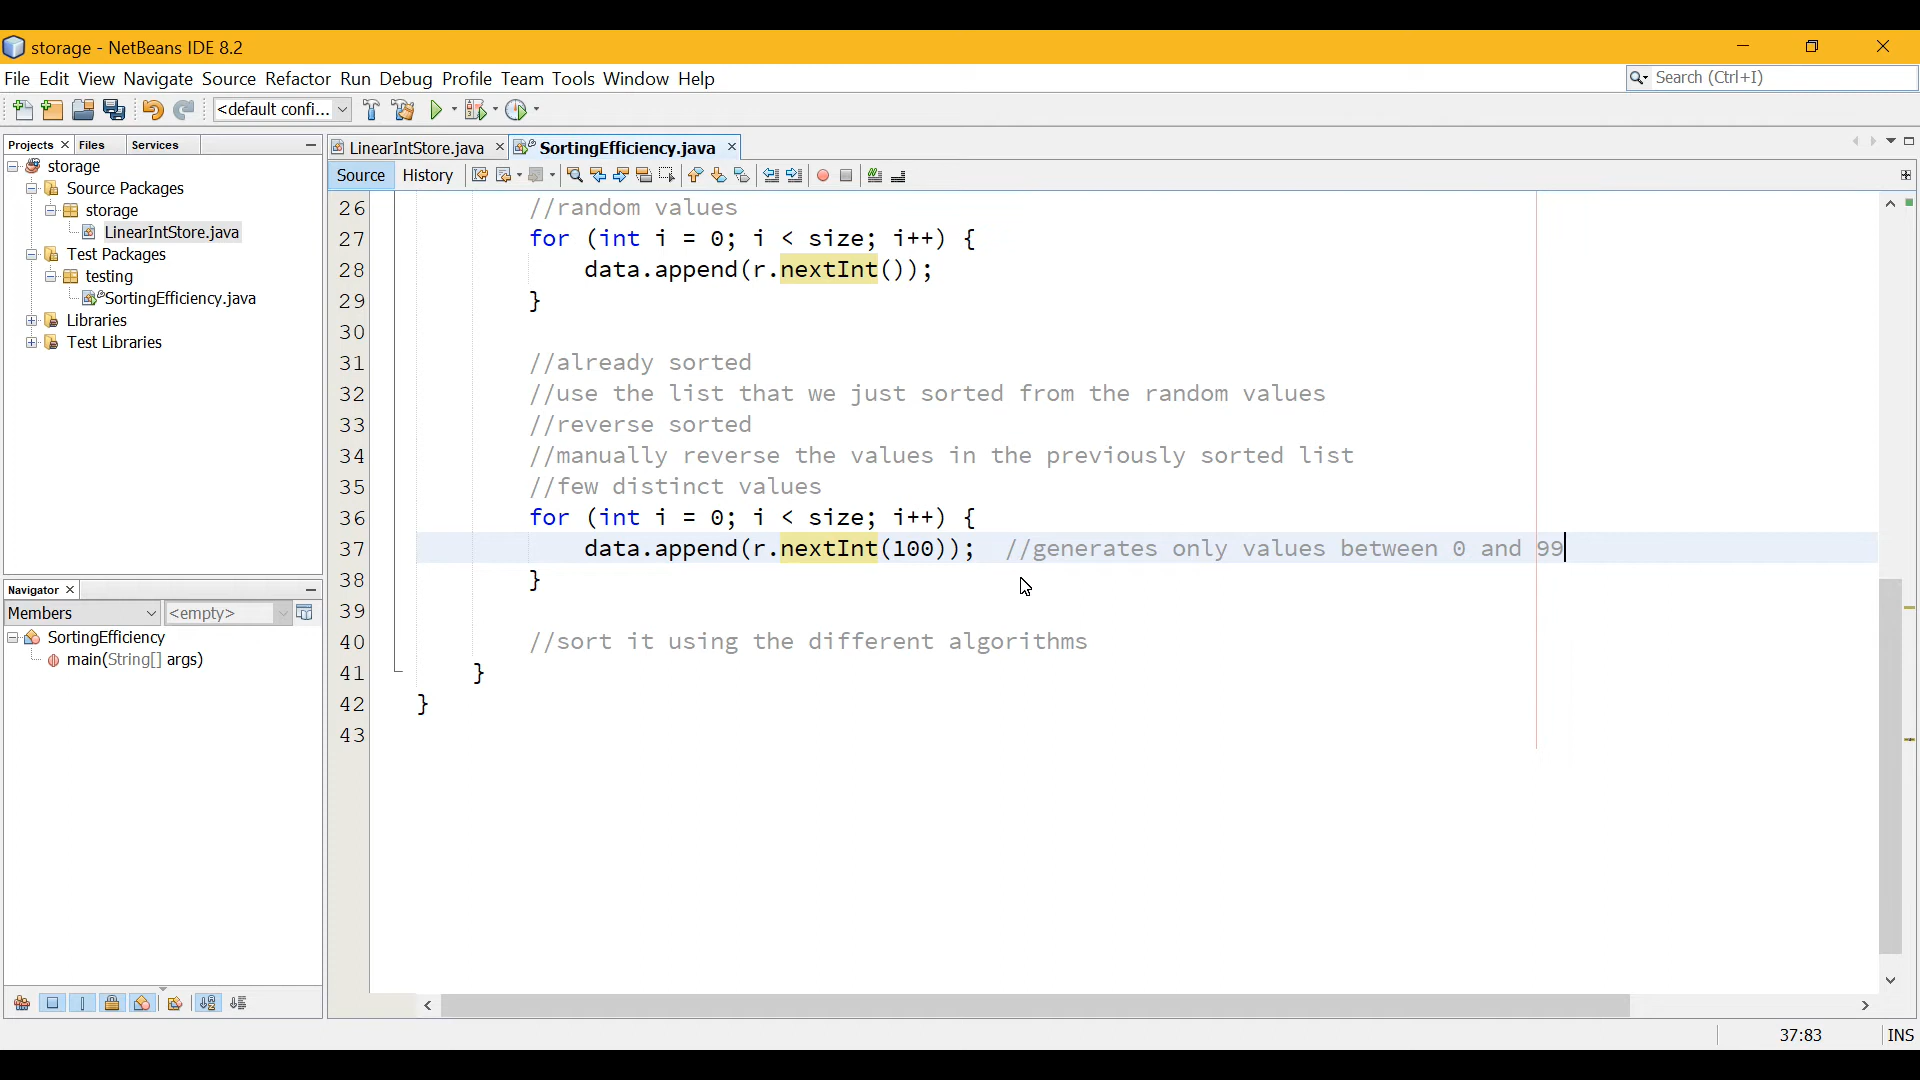 storage - NetBeans IDE 8.2
File Edit View Navigate Source Refactor Run Debug Profile Team Tools Window Help
Search (Ctrl+I)
<default confi...
Projects Files Services
LinearIntStore.java SortingEfficiency.java
Source History
storage
Source Packages
storage
LinearIntStore.java
Test Packages
testing
SortingEfficiency.java
Libraries
Test Libraries
Navigator
Members <empty>
SortingEfficiency
main(String[] args)
26 //random values
27 for (int i = 0; i < size; i++) {
28 data.append(r.nextInt());
29 }
30
31 //already sorted
32 //use the list that we just sorted from the random values
33 //reverse sorted
34 //manually reverse the values in the previously sorted list
35 //few distinct values
36 for (int i = 0; i < size; i++) {
37 data.append(r.nextInt(100)); //generates only values between 0 and 99
38 }
39
40 //sort it using the different algorithms
41 }
42 }
43
37:83 INS